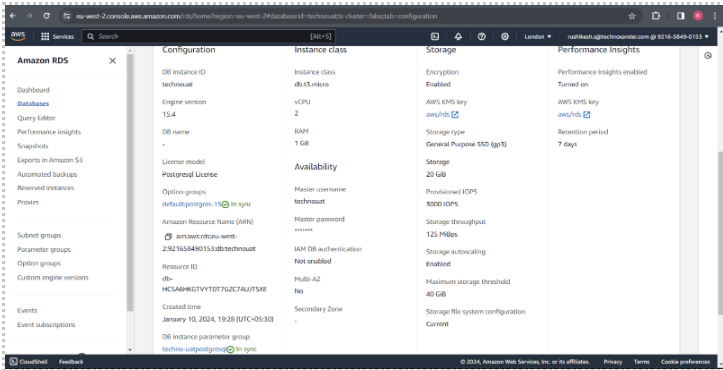 eu-west-2.console.aws.amazon.com/rds/home?region=eu-west-2#database:id=technouat;is-cluster=false;tab=configuration
aws
Services
Search
[Alt+S]
London
rushikesh.s@technoxander.com @ 9216-5849-0153
Amazon RDS
Dashboard
Databases
Query Editor
Performance insights
Snapshots
Exports in Amazon S3
Automated backups
Reserved instances
Proxies
Subnet groups
Parameter groups
Option groups
Custom engine versions
Events
Event subscriptions
Configuration
DB instance ID
technouat
Engine version
15.4
DB name
-
License model
Postgresql License
Option groups
default:postgres-15 In sync
Amazon Resource Name (ARN)
arn:aws:rds:eu-west-
2:921658490153:db:technouat
Resource ID
db-
Created time
January 10, 2024, 19:28 (UTC+05:30)
DB instance parameter group
techno-uatpostgresql In sync
Instance class
Instance class
db.t3.micro
vCPU
2
RAM
1 GB
Availability
Master username
technouat
Master password
*******
IAM DB authentication
Not enabled
Multi-AZ
No
Secondary Zone
-
Storage
Encryption
Enabled
AWS KMS key
aws/rds
Storage type
General Purpose SSD (gp3)
Storage
20 GiB
Provisioned IOPS
3000 IOPS
Storage throughput
125 MiBps
Storage autoscaling
Enabled
Maximum storage threshold
40 GiB
Storage file system configuration
Current
Performance Insights
Performance Insights enabled
Turned on
AWS KMS key
aws/rds
Retention period
7 days
CloudShell
Feedback
© 2024, Amazon Web Services, Inc. or its affiliates.
Privacy
Terms
Cookie preferences